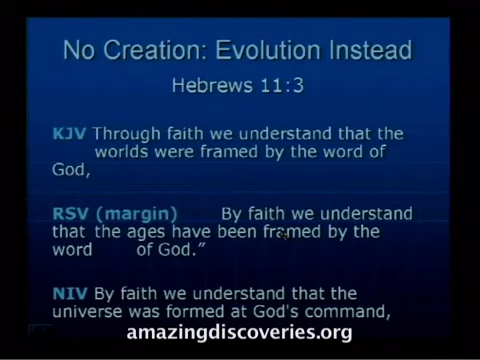 No Creation: Evolution Instead
Hebrews 11:3
KJV Through faith we understand that the
worlds were framed by the word of
God,
RSV (margin) By faith we understand
that the ages have been framed by the
word of God.”
NIV By faith we understand that the
universe was formed at God's command,
amazingdiscoveries.org